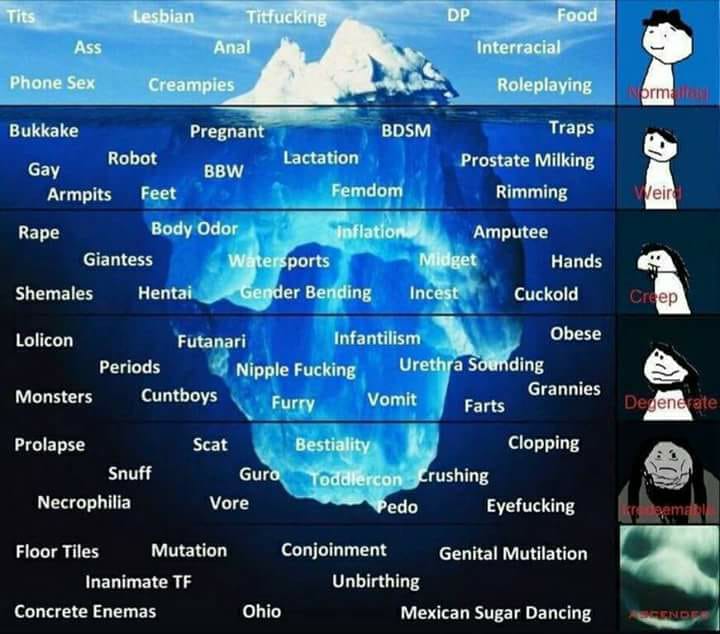 Tits Lesbian Titfucking DP Food
Ass Anal Interracial
Phone Sex Creampies Roleplaying
Normalfag
Bukkake Pregnant BDSM Traps
Gay Robot BBW Lactation Prostate Milking
Armpits Feet Femdom Rimming
Weird
Rape Body Odor Inflation Amputee
Giantess Watersports Midget Hands
Shemales Hentai Gender Bending Incest Cuckold
Creep
Lolicon Futanari Infantilism Obese
Periods Nipple Fucking Urethra Sounding
Monsters Cuntboys Furry Vomit Farts Grannies
Degenerate
Prolapse Scat Bestiality Clopping
Snuff Guro Toddlercon Crushing
Necrophilia Vore Pedo Eyefucking
Irredeemable
Floor Tiles Mutation Conjoinment Genital Mutilation
Inanimate TF Unbirthing
Concrete Enemas Ohio Mexican Sugar Dancing
ASCENDED